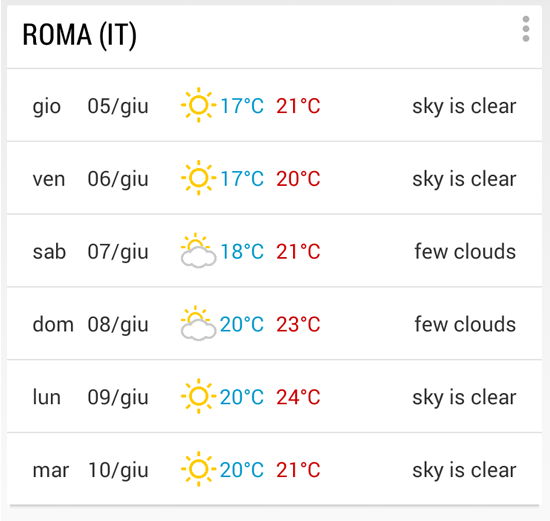 ROMA (IT)
gio 05/giu 17°C 21°C sky is clear
ven 06/giu 17°C 20°C sky is clear
sab 07/giu 18°C 21°C few clouds
dom 08/giu 20°C 23°C few clouds
lun 09/giu 20°C 24°C sky is clear
mar 10/giu 20°C 21°C sky is clear